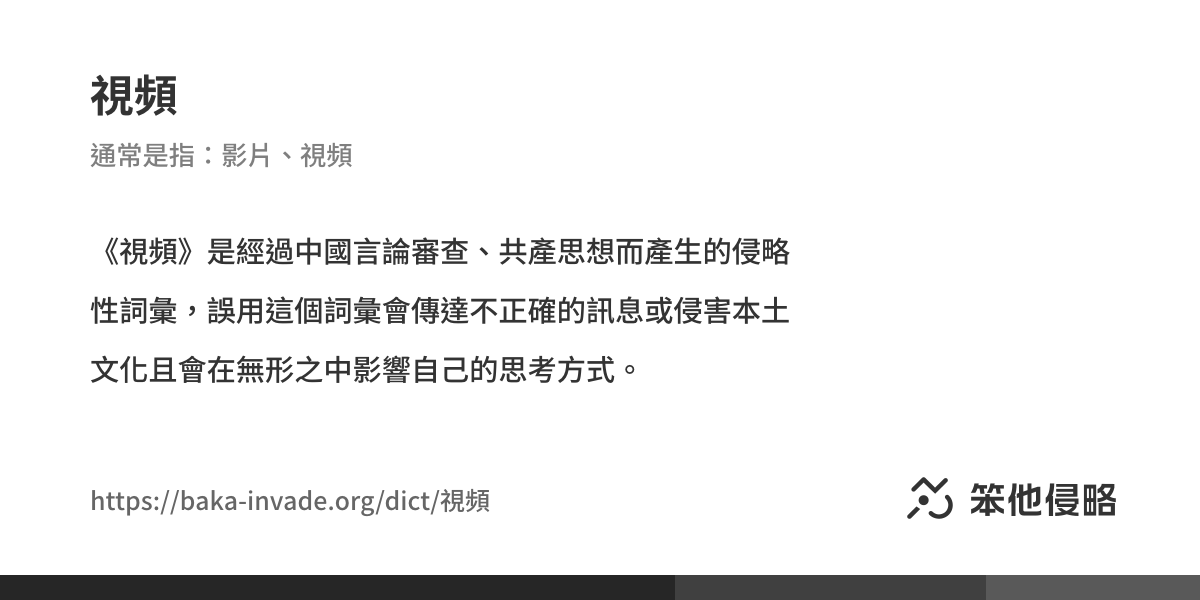 視頻
通常是指：影片、視頻
《視頻》是經過中國言論審查、共產思想而產生的侵略
性詞彙，誤用這個詞彙會傳達不正確的訊息或侵害本土
文化且會在無形之中影響自己的思考方式。
https://baka-invade.org/dict/視頻
笨他侵略